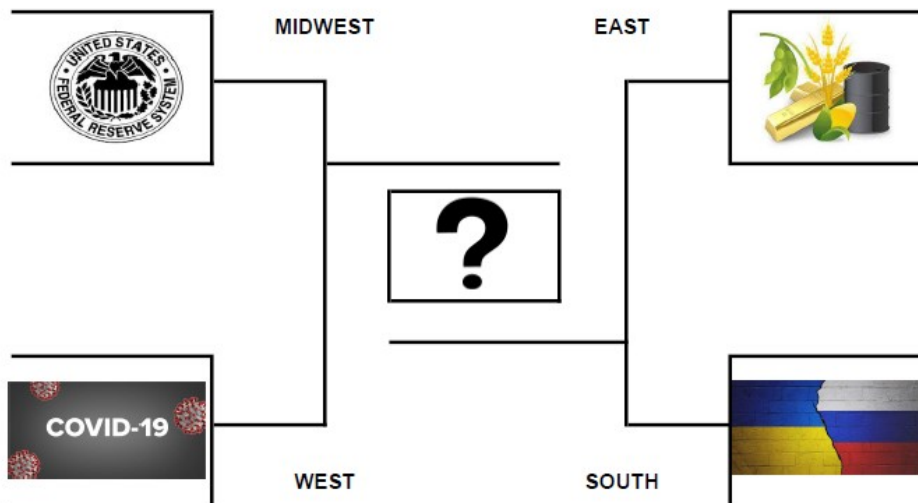 MIDWEST
EAST
UNITED STATES
FEDERAL RESERVE SYSTEM
?
COVID-19
WEST
SOUTH